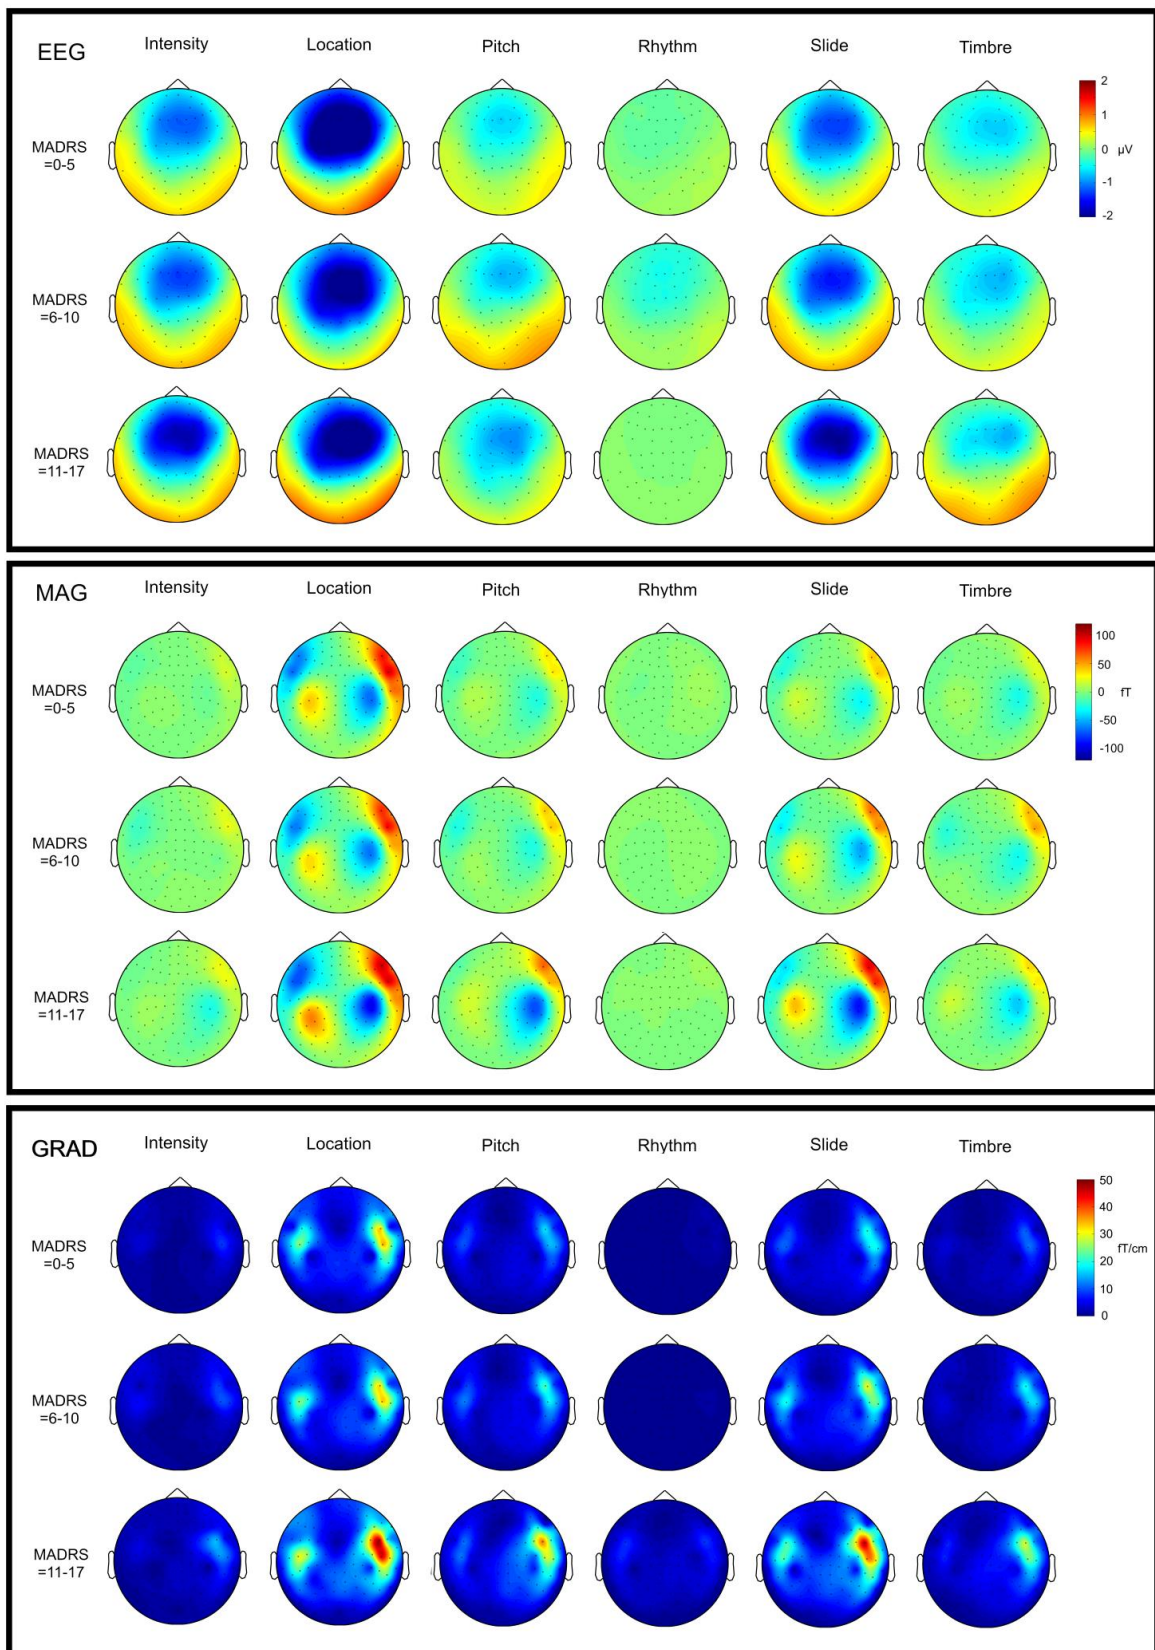 EEG
Intensity Location Pitch Rhythm Slide Timbre
MADRS
=0-5
2
1
0 µV
-1
-2
MADRS
=6-10
MADRS
=11-17
MAG
Intensity Location Pitch Rhythm Slide Timbre
MADRS
=0-5
100
50
0 fT
-50
-100
MADRS
=6-10
MADRS
=11-17
GRAD
Intensity Location Pitch Rhythm Slide Timbre
MADRS
=0-5
50
40
30
fT/cm
20
10
0
MADRS
=6-10
MADRS
=11-17